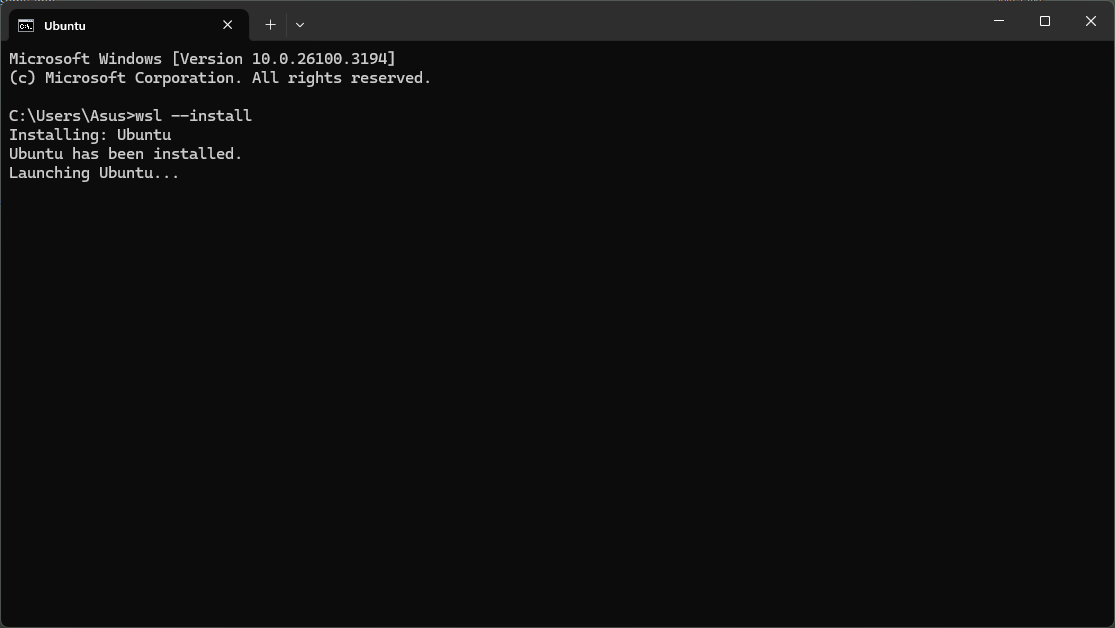 Ubuntu
Microsoft Windows [Version 10.0.26100.3194]
(c) Microsoft Corporation. All rights reserved.
C:\Users\Asus>wsl --install
Installing: Ubuntu
Ubuntu has been installed.
Launching Ubuntu...